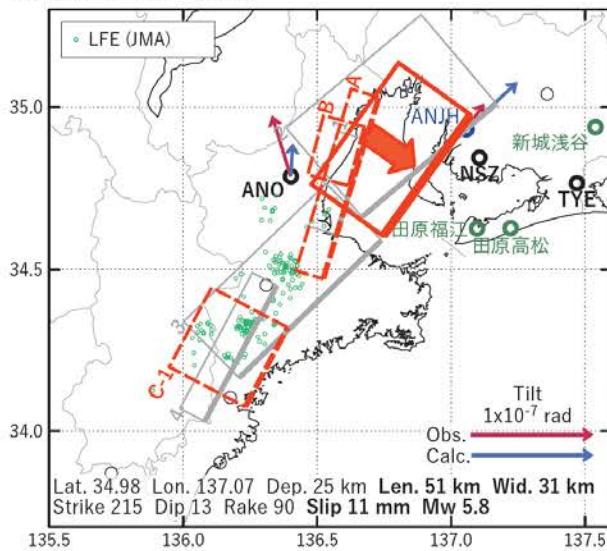 LFE (JMA)
35.0
34.5
34.0
B
A
ANJH
新城浅谷
ANO
NSZ
TYE
田原福江
田原高松
3
C-1
Tilt
1x10-7 rad
Obs.
Calc.
Lat. 34.98 Lon. 137.07 Dep. 25 km Len. 51 km Wid. 31 km
Strike 215 Dip 13 Rake 90 Slip 11 mm Mw 5.8
135.5 136.0 136.5 137.0 137.5